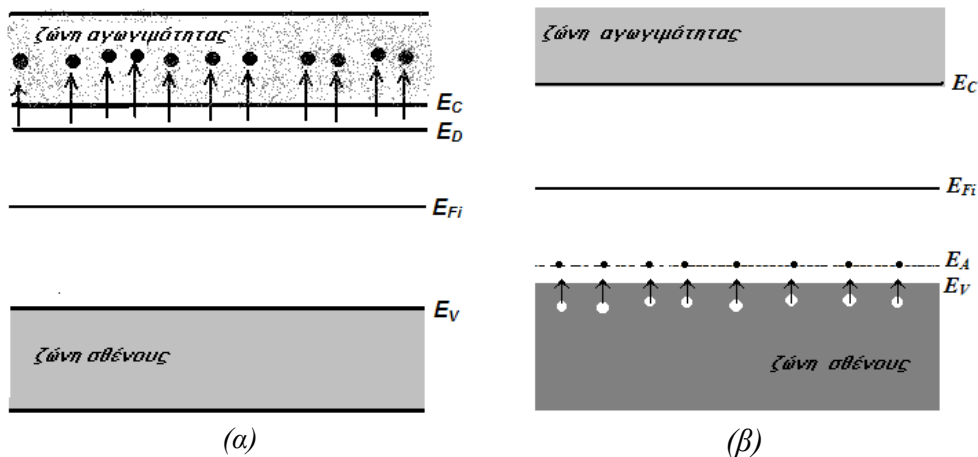 ζώνη αγωγιμότητας
E_C
E_D
E_Fi
E_V
ζώνη σθένους
(α)
ζώνη αγωγιμότητας
E_C
E_Fi
E_A
E_V
ζώνη σθένους
(β)